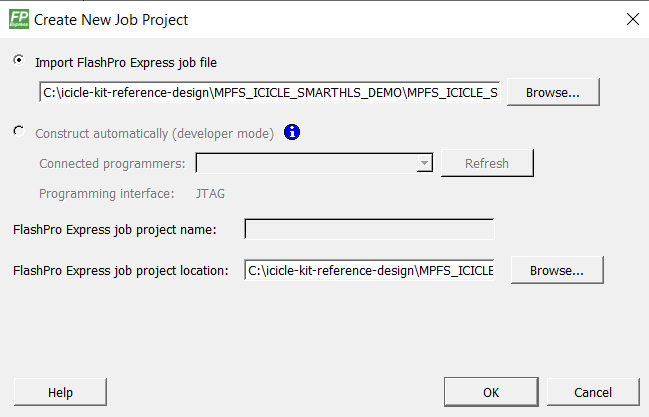 FP
Express
Create New Job Project
Import FlashPro Express job file
C:\icicle-kit-reference-design\MPFS_ICICLE_SMARTHLS_DEMO\MPFS_ICICLE_S
Browse...
Construct automatically (developer mode) i
Connected programmers:
Refresh
Programming interface: JTAG
FlashPro Express job project name:
FlashPro Express job project location: C:\icicle-kit-reference-design\MPFS_ICICLE Browse...
Help OK Cancel